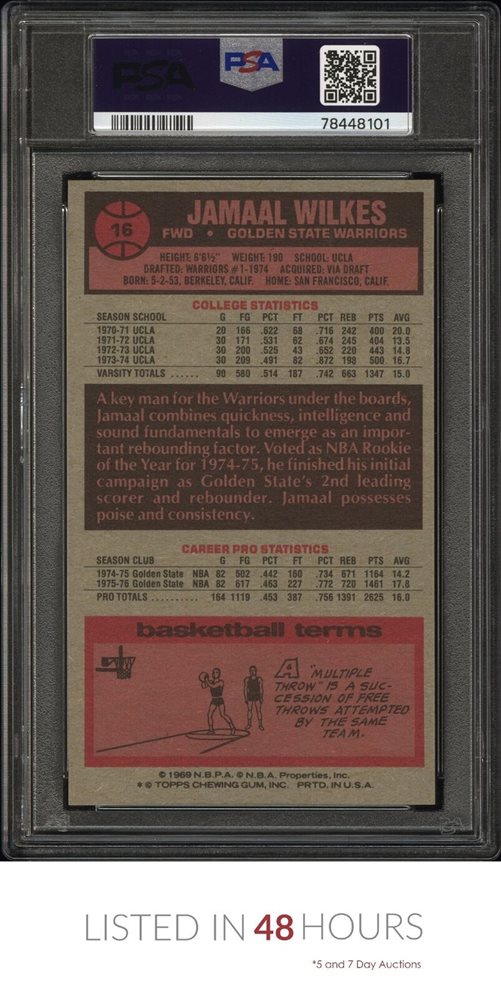 PSA
PSA
78448101
16
JAMAAL WILKES
FWD • GOLDEN STATE WARRIORS
HEIGHT: 6'6½" WEIGHT: 190 SCHOOL: UCLA
DRAFTED: WARRIORS #1-1974 ACQUIRED: VIA DRAFT
BORN: 5-2-53, BERKELEY, CALIF. HOME: SAN FRANCISCO, CALIF.
COLLEGE STATISTICS
SEASON SCHOOL G FG PCT FT PCT REB PTS AVG
1970-71 UCLA 20 166 .622 68 .716 242 400 20.0
1971-72 UCLA 30 171 .531 62 .674 245 404 13.5
1972-73 UCLA 30 200 .525 43 .652 220 443 14.8
1973-74 UCLA 30 209 .491 82 .872 198 500 16.7
VARSITY TOTALS ...... 90 580 .514 187 .742 663 1347 15.0
A key man for the Warriors under the boards,
Jamaal combines quickness, intelligence and
sound fundamentals to emerge as an impor-
tant rebounding factor. Voted as NBA Rookie
of the Year for 1974-75, he finished his initial
campaign as Golden State's 2nd leading
scorer and rebounder. Jamaal possesses
poise and consistency.
CAREER PRO STATISTICS
SEASON CLUB G FG PCT FT PCT REB PTS AVG
1974-75 Golden State NBA 82 502 .442 160 .734 671 1164 14.2
1975-76 Golden State NBA 82 617 .463 227 .772 720 1461 17.8
PRO TOTALS .......... 164 1119 .453 387 .756 1391 2625 16.0
basketball terms
A "MULTIPLE
THROW" IS A SUC-
CESSION OF FREE
THROWS ATTEMPTED
BY THE SAME
TEAM.
© 1969 N.B.P.A. © N.B.A. Properties, Inc.
* © TOPPS CHEWING GUM, INC. PRTD. IN U.S.A.
LISTED IN 48 HOURS
*5 and 7 Day Auctions